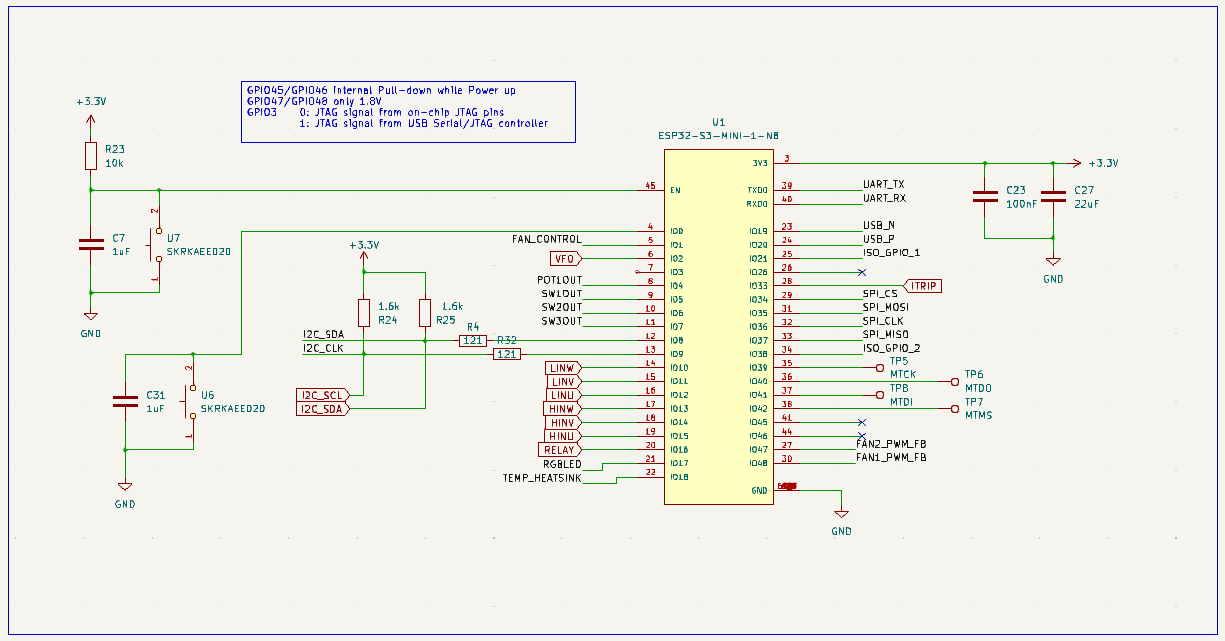 GPIO45/GPIO46 Internal Pull-down while Power up
GPIO47/GPIO48 only 1.8V
GPIO3 0: JTAG signal from on-chip JTAG pins
1: JTAG signal from USB Serial/JTAG controller
+3.3V
R23
10k
C7
1uF
2
U7
SKRKAEE020
1
GND
C31
1uF
2
U6
SKRKAEE020
1
GND
+3.3V
1.6k
R24
1.6k
R25
I2C_SDA
I2C_CLK
R4
121
R32
121
I2C_SCL
I2C_SDA
U1
ESP32-S3-MINI-1-N8
45 EN
4 IO0
FAN_CONTROL 5 IO1
VFO 6 IO2
7 IO3
POT1OUT 8 IO4
SW1OUT 9 IO5
SW2OUT 10 IO6
SW3OUT 11 IO7
12 IO8
13 IO9
LINW 14 IO10
LINV 15 IO11
LINU 16 IO12
HINW 17 IO13
HINV 18 IO14
HINU 19 IO15
RELAY 20 IO16
RGBLED 21 IO17
TEMP_HEATSINK 22 IO18
3V3 3
TXD0 39 UART_TX
RXD0 40 UART_RX
IO19 23 USB_N
IO20 24 USB_P
IO21 25 ISO_GPIO_1
IO26 26
IO33 28 ITRIP
IO34 29 SPI_CS
IO35 31 SPI_MOSI
IO36 32 SPI_CLK
IO37 33 SPI_MISO
IO38 34 ISO_GPIO_2
IO39 35 TP5
MTCK
IO40 36 TP6
MTDO
IO41 37 TP8
MTDI
IO42 38 TP7
MTMS
IO45 41
IO46 44
IO47 27 FAN2_PWM_FB
IO48 30 FAN1_PWM_FB
GND
GND
+3.3V
C23
100nF
C27
22uF
GND